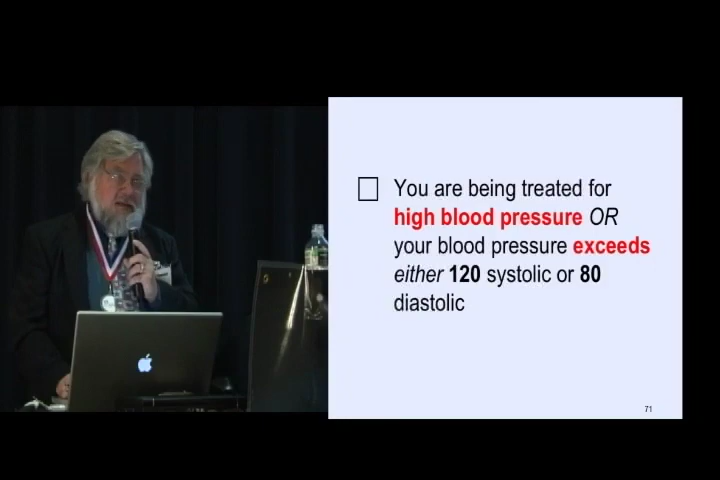 You are being treated for
high blood pressure OR
your blood pressure exceeds
either 120 systolic or 80
diastolic
71